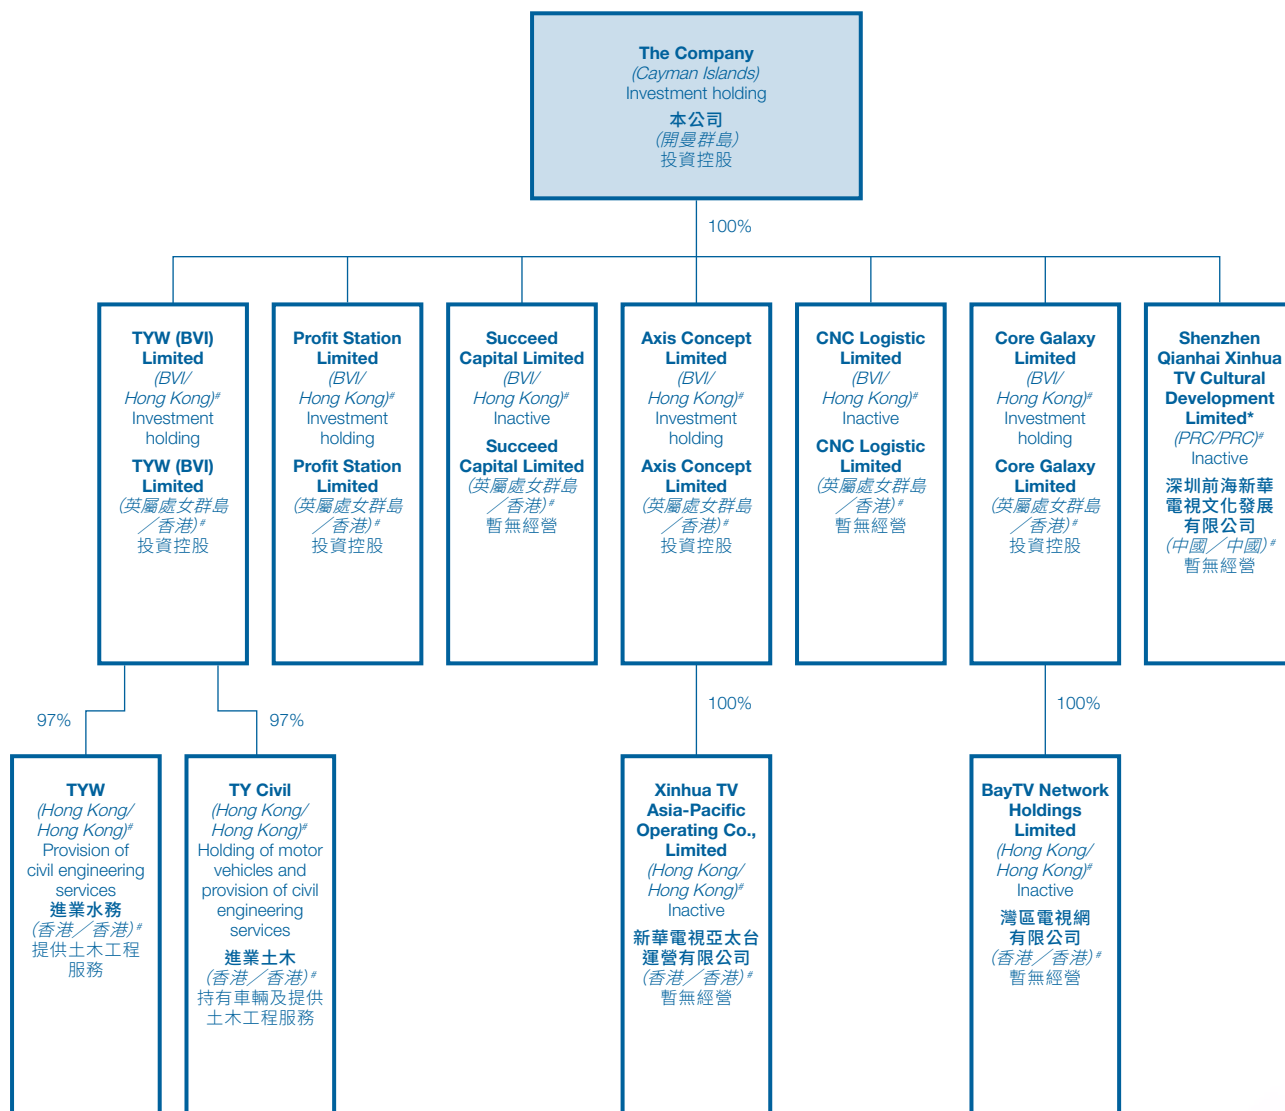 The Company
(Cayman Islands)
Investment holding
本公司
(開曼群島)
投資控股
100%
TYW (BVI)
Limited
(BVI/
Hong Kong)#
Investment
holding
TYW (BVI)
Limited
(英屬處女群島
／香港)#
投資控股
Profit Station
Limited
(BVI/
Hong Kong)#
Investment
holding
Profit Station
Limited
(英屬處女群島
／香港)#
投資控股
Succeed
Capital Limited
(BVI/
Hong Kong)#
Inactive
Succeed
Capital Limited
(英屬處女群島
／香港)#
暫無經營
Axis Concept
Limited
(BVI/
Hong Kong)#
Investment
holding
Axis Concept
Limited
(英屬處女群島
／香港)#
投資控股
CNC Logistic
Limited
(BVI/
Hong Kong)#
Inactive
CNC Logistic
Limited
(英屬處女群島
／香港)#
暫無經營
Core Galaxy
Limited
(BVI/
Hong Kong)#
Investment
holding
Core Galaxy
Limited
(英屬處女群島
／香港)#
投資控股
Shenzhen
Qianhai Xinhua
TV Cultural
Development
Limited*
(PRC/PRC)#
Inactive
深圳前海新華
電視文化發展
有限公司
(中國／中國)#
暫無經營
97%
97%
100%
100%
TYW
(Hong Kong/
Hong Kong)#
Provision of
civil engineering
services
進業水務
(香港／香港)#
提供土木工程
服務
TY Civil
(Hong Kong/
Hong Kong)#
Holding of motor
vehicles and
provision of civil
engineering
services
進業土木
(香港／香港)#
持有車輛及提供
土木工程服務
Xinhua TV
Asia-Pacific
Operating Co.,
Limited
(Hong Kong/
Hong Kong)#
Inactive
新華電視亞太台
運營有限公司
(香港／香港)#
暫無經營
BayTV Network
Holdings
Limited
(Hong Kong/
Hong Kong)#
Inactive
灣區電視網
有限公司
(香港／香港)#
暫無經營